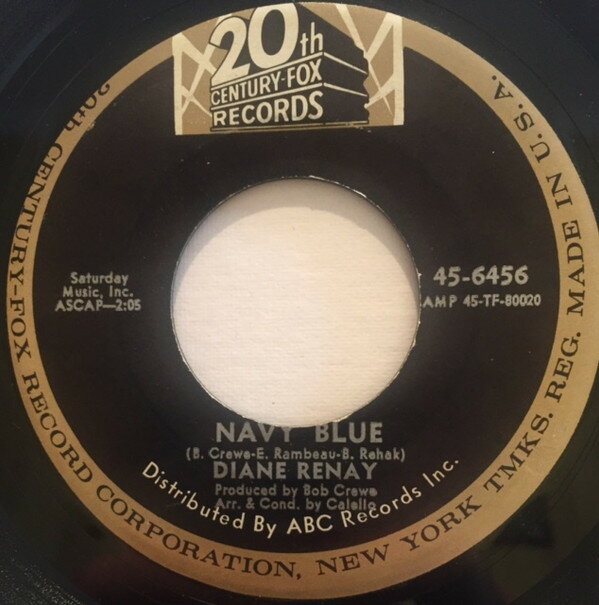 20th
CENTURY-FOX
RECORDS
Saturday
Music, Inc.
ASCAP—2:05
45-6456
AMP 45-TF-80020
NAVY BLUE
(B. Crewe-E. Rambeau-B. Rehak)
DIANE RENAY
Produced by Bob Crewe
Arr. & Cond. by Calello
Distributed By ABC Records Inc.
20th CENTURY-FOX RECORD CORPORATION, NEW YORK TMKS. REG. MADE IN U.S.A.